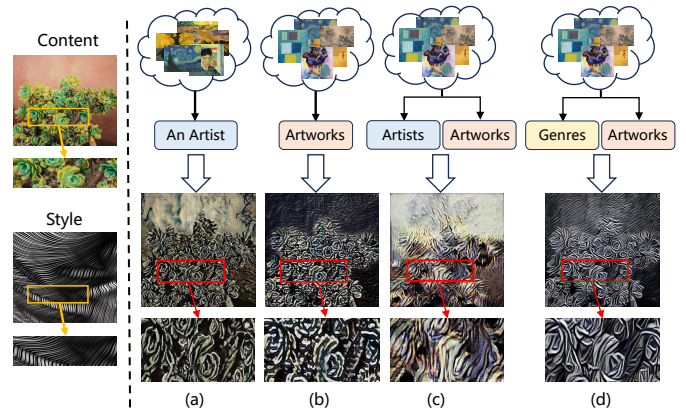 Content
Style
An Artist
Artworks
Artists
Artworks
Genres
Artworks
(a)
(b)
(c)
(d)